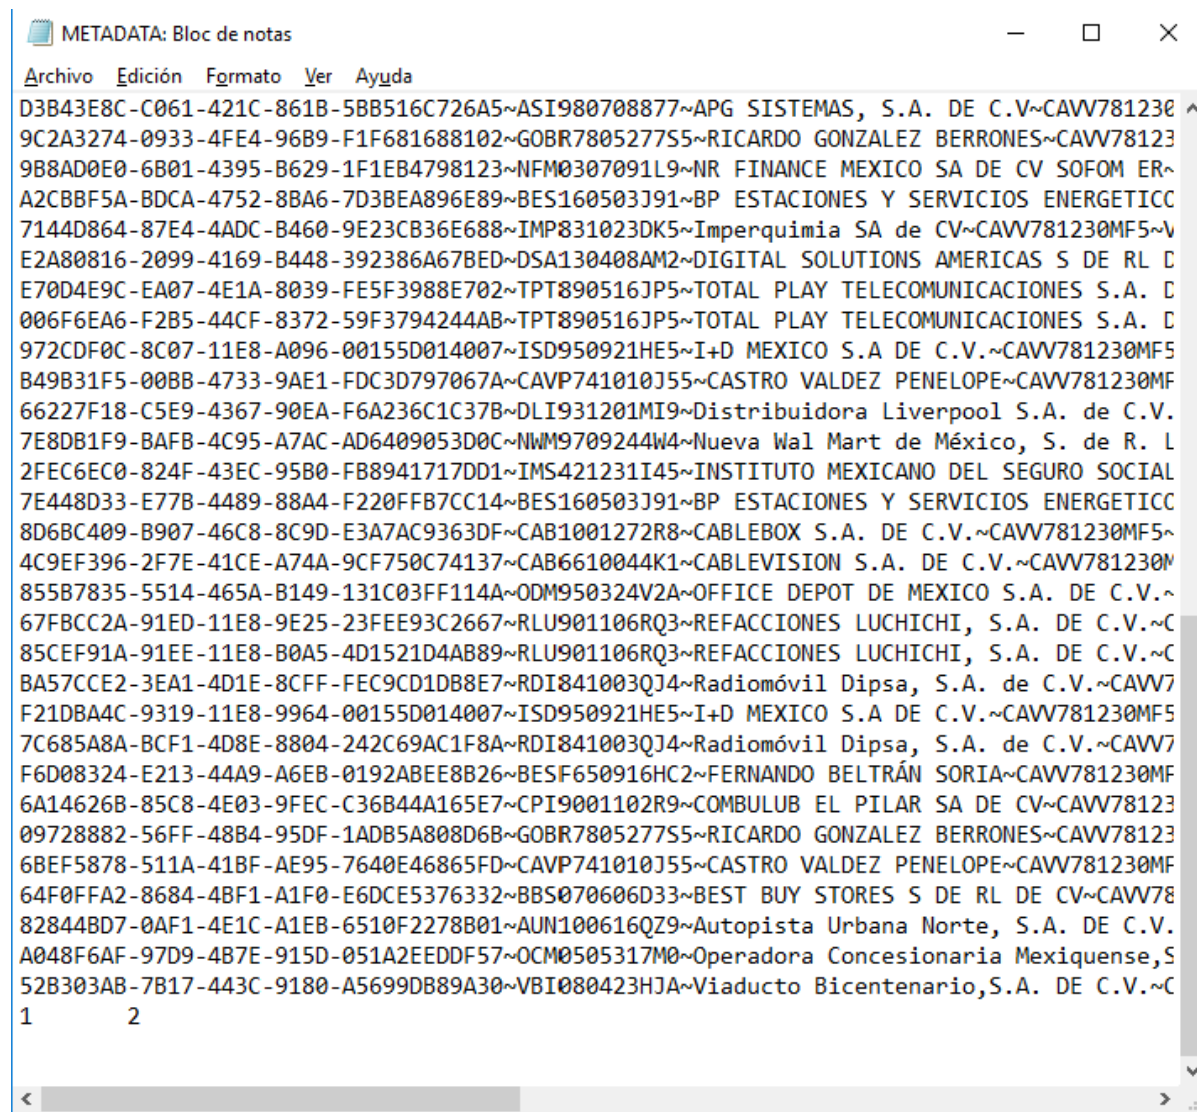 METADATA: Bloc de notas
Archivo Edición Formato Ver Ayuda
D3B43E8C-C061-421C-861B-5BB516C726A5~ASI980708877~APG SISTEMAS, S.A. DE C.V~CAVV781230
9C2A3274-0933-4FE4-96B9-F1F681688102~GOBR7805277S5~RICARDO GONZALEZ BERRONES~CAVV78123
9B8AD0E0-6B01-4395-B629-1F1EB4798123~NFM0307091L9~NR FINANCE MEXICO SA DE CV SOFOM ER~
A2CBBF5A-BDCA-4752-8BA6-7D3BEA896E89~BES160503J91~BP ESTACIONES Y SERVICIOS ENERGETICO
7144D864-87E4-4ADC-B460-9E23CB36E688~IMP831023DK5~Imperquimia SA de CV~CAVV781230MF5~V
E2A80816-2099-4169-B448-392386A67BED~DSA130408AM2~DIGITAL SOLUTIONS AMERICAS S DE RL D
E70D4E9C-EA07-4E1A-8039-FE5F3988E702~TPT890516JP5~TOTAL PLAY TELECOMUNICACIONES S.A. D
006F6EA6-F2B5-44CF-8372-59F3794244AB~TPT890516JP5~TOTAL PLAY TELECOMUNICACIONES S.A. D
972CDF0C-8C07-11E8-A096-00155D014007~ISD950921HE5~I+D MEXICO S.A DE C.V.~CAVV781230MF5
B49B31F5-00BB-4733-9AE1-FDC3D797067A~CAVP741010J55~CASTRO VALDEZ PENELOPE~CAVV781230MF
66227F18-C5E9-4367-90EA-F6A236C1C37B~DLI931201MI9~Distribuidora Liverpool S.A. de C.V.
7E8DB1F9-BAFB-4C95-A7AC-AD6409053D0C~NWM9709244W4~Nueva Wal Mart de México, S. de R. L
2FEC6EC0-824F-43EC-95B0-FB8941717DD1~IMS421231I45~INSTITUTO MEXICANO DEL SEGURO SOCIAL
7E448D33-E77B-4489-88A4-F220FFB7CC14~BES160503J91~BP ESTACIONES Y SERVICIOS ENERGETICO
8D6BC409-B907-46C8-8C9D-E3A7AC9363DF~CAB1001272R8~CABLEBOX S.A. DE C.V.~CAVV781230MF5~
4C9EF396-2F7E-41CE-A74A-9CF750C74137~CAB6610044K1~CABLEVISION S.A. DE C.V.~CAVV781230M
855B7835-5514-465A-B149-131C03FF114A~ODM950324V2A~OFFICE DEPOT DE MEXICO S.A. DE C.V.~
67FBCC2A-91ED-11E8-9E25-23FEE93C2667~RLU901106RQ3~REFACCIONES LUCHICHI, S.A. DE C.V.~C
85CEF91A-91EE-11E8-B0A5-4D1521D4AB89~RLU901106RQ3~REFACCIONES LUCHICHI, S.A. DE C.V.~C
BA57CCE2-3EA1-4D1E-8CFF-FEC9CD1DB8E7~RDI841003QJ4~Radiomóvil Dipsa, S.A. de C.V.~CAVV7
F21DBA4C-9319-11E8-9964-00155D014007~ISD950921HE5~I+D MEXICO S.A DE C.V.~CAVV781230MF5
7C685A8A-BCF1-4D8E-8804-242C69AC1F8A~RDI841003QJ4~Radiomóvil Dipsa, S.A. de C.V.~CAVV7
F6D08324-E213-44A9-A6EB-0192ABEE8B26~BESF650916HC2~FERNANDO BELTRÁN SORIA~CAVV781230MF
6A14626B-85C8-4E03-9FEC-C36B44A165E7~CPI9001102R9~COMBULUB EL PILAR SA DE CV~CAVV78123
09728882-56FF-48B4-95DF-1ADB5A808D6B~GOBR7805277S5~RICARDO GONZALEZ BERRONES~CAVV78123
6BEF5878-511A-41BF-AE95-7640E46865FD~CAVP741010J55~CASTRO VALDEZ PENELOPE~CAVV781230MF
64F0FFA2-8684-4BF1-A1F0-E6DCE5376332~BBS070606D33~BEST BUY STORES S DE RL DE CV~CAVV78
82844BD7-0AF1-4E1C-A1EB-6510F2278B01~AUN100616QZ9~Autopista Urbana Norte, S.A. DE C.V.
A048F6AF-97D9-4B7E-915D-051A2EEDDF57~OCM0505317M0~Operadora Concesionaria Mexiquense,S
52B303AB-7B17-443C-9180-A5699DB89A30~VBI080423HJA~Viaducto Bicentenario,S.A. DE C.V.~C
1 2